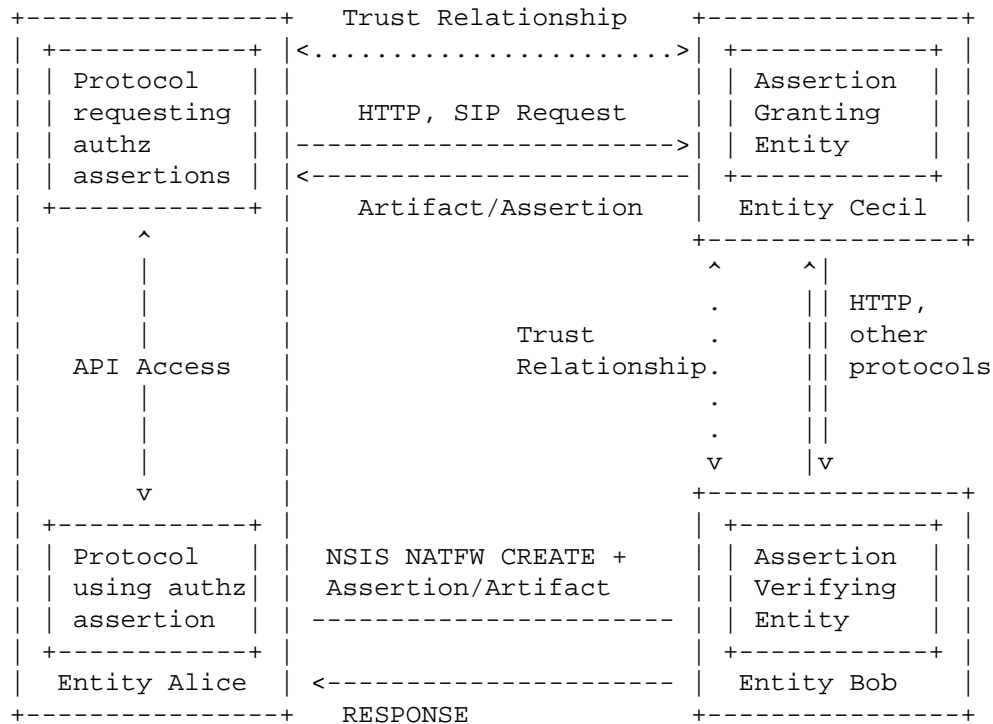 Trust Relationship
Protocol
requesting
authz
assertions
HTTP, SIP Request
Assertion
Granting
Entity
Artifact/Assertion
Entity Cecil
HTTP,
other
protocols
Trust
Relationship
API Access
Protocol
using authz
assertion
NSIS NATFW CREATE +
Assertion/Artifact
Assertion
Verifying
Entity
Entity Alice
Entity Bob
RESPONSE